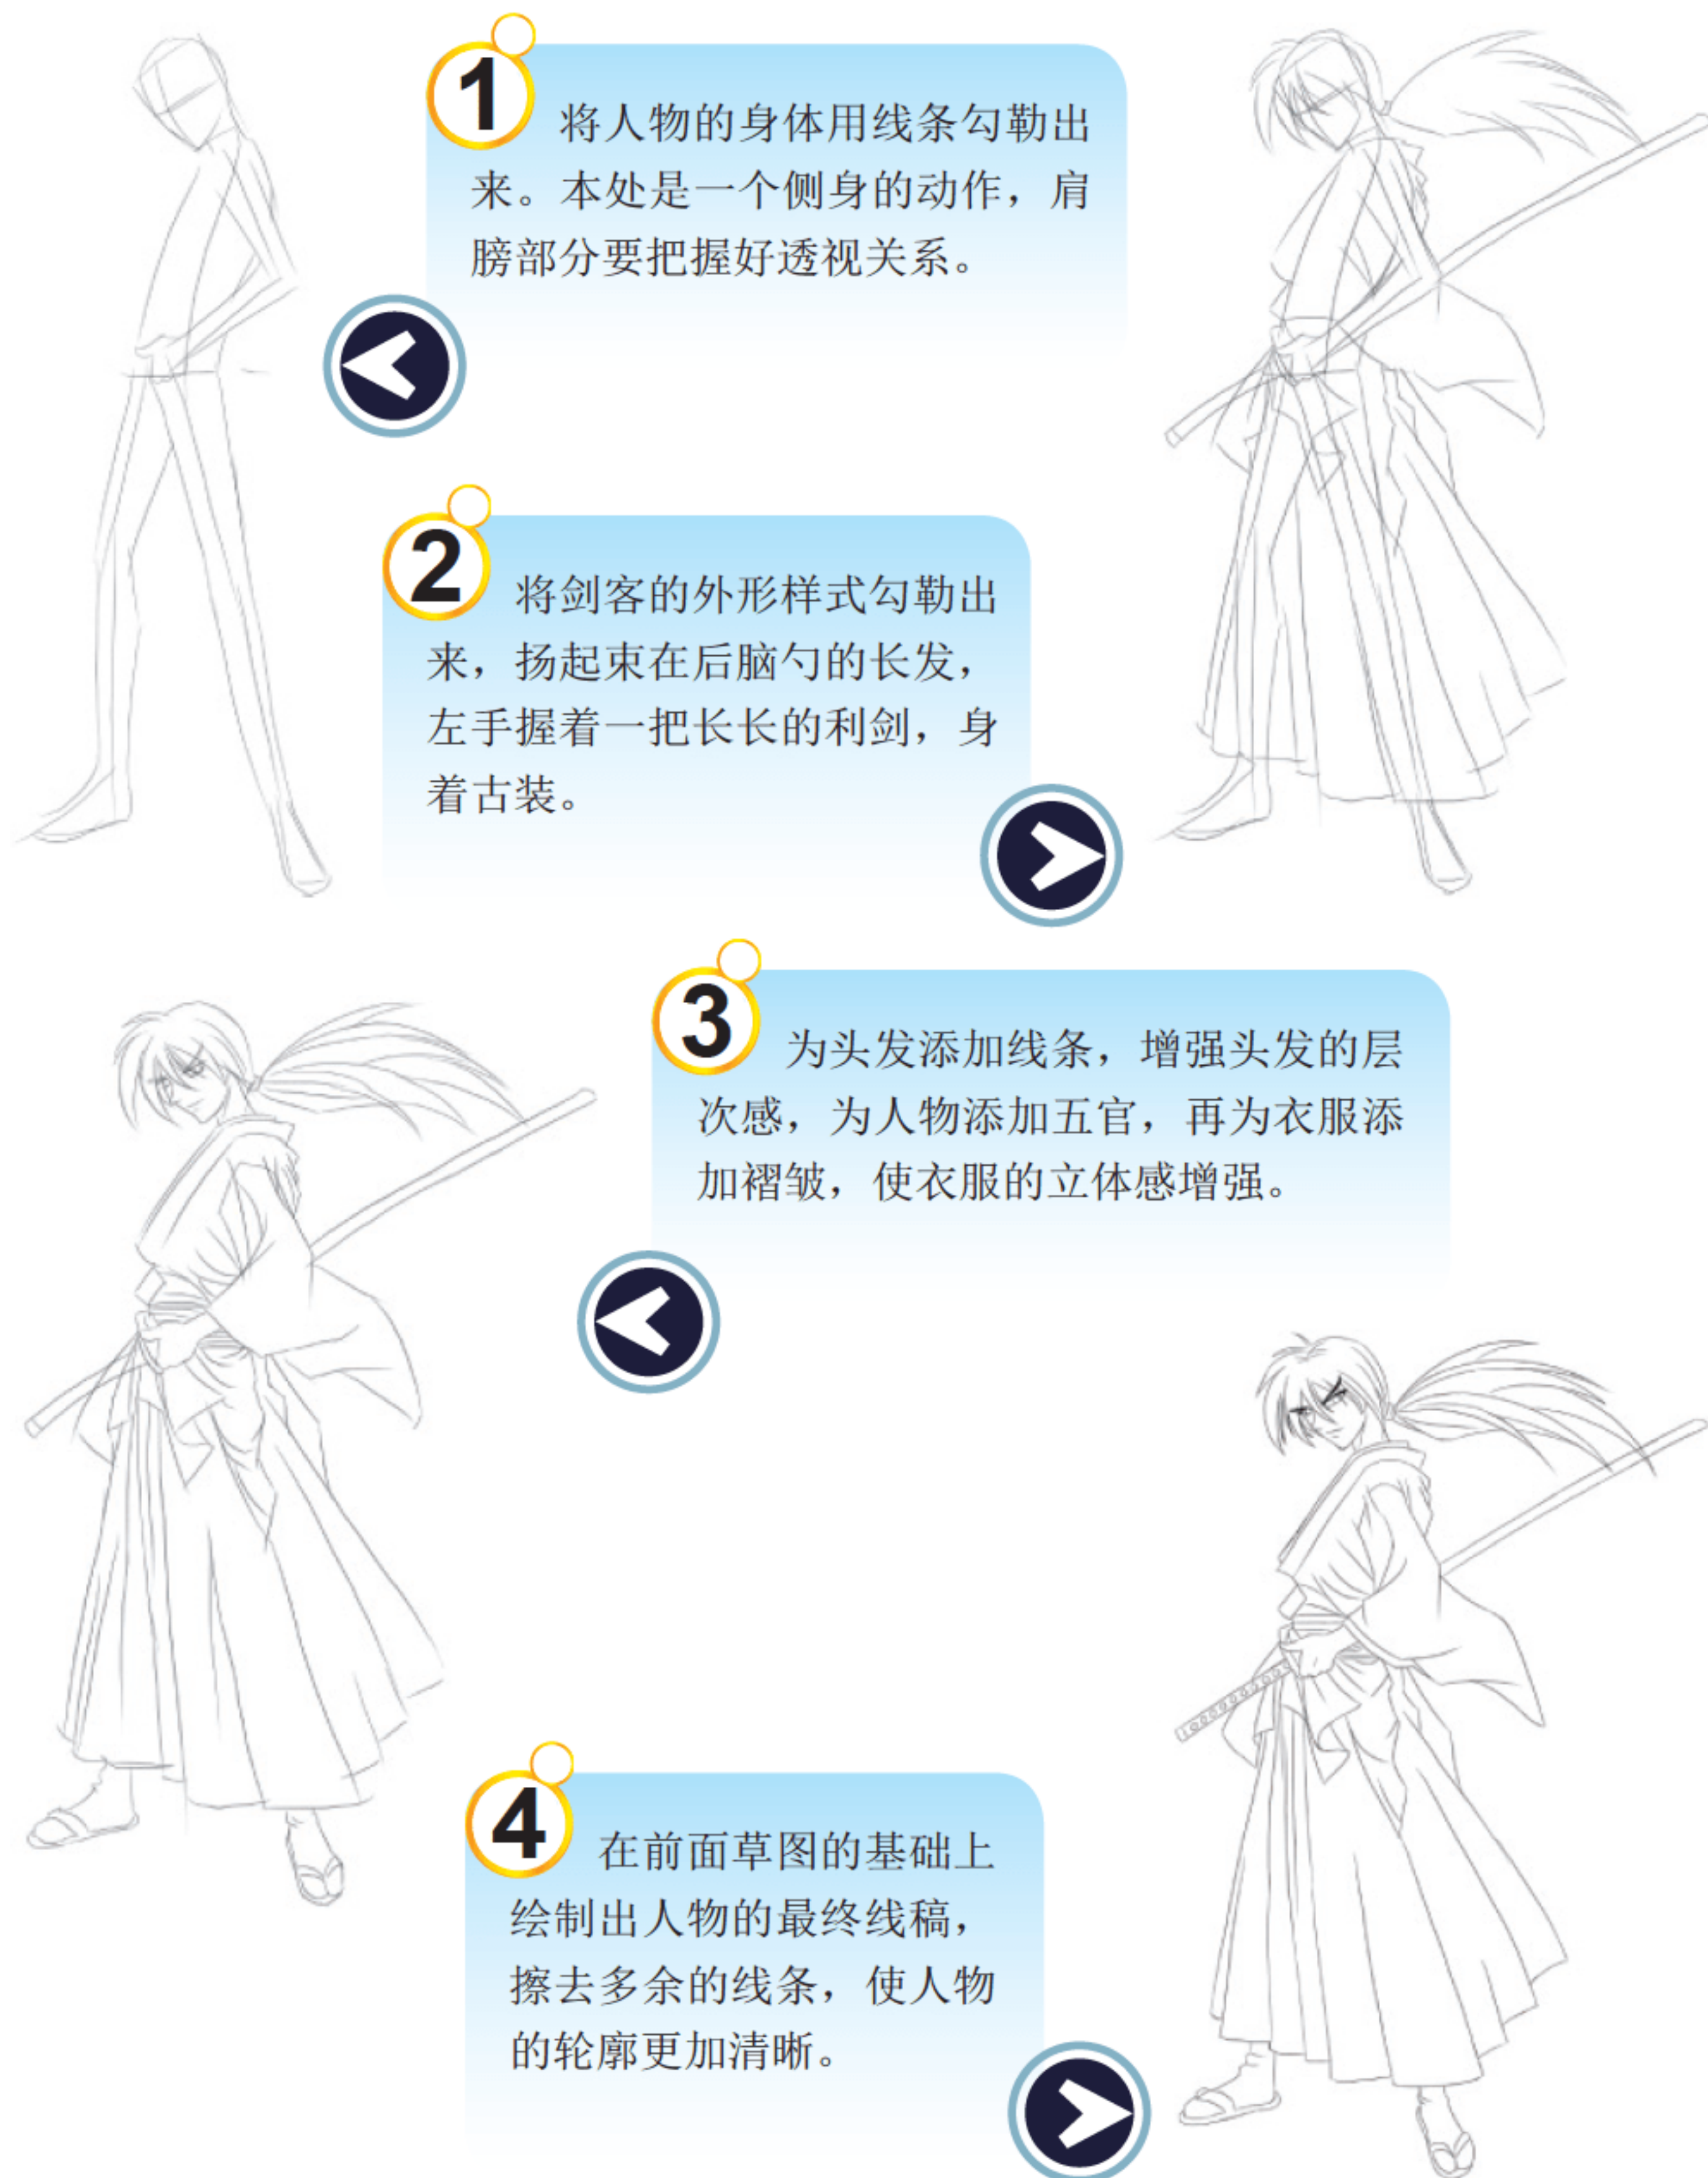 1
将人物的身体用线条勾勒出
来。本处是一个侧身的动作，肩
膀部分要把握好透视关系。
2
将剑客的外形样式勾勒出
来，扬起束在后脑勺的长发，
左手握着一把长长的利剑，身
着古装。
3
为头发添加线条，增强头发的层
次感，为人物添加五官，再为衣服添
加褶皱，使衣服的立体感增强。
4
在前面草图的基础上
绘制出人物的最终线稿，
擦去多余的线条，使人物
的轮廓更加清晰。